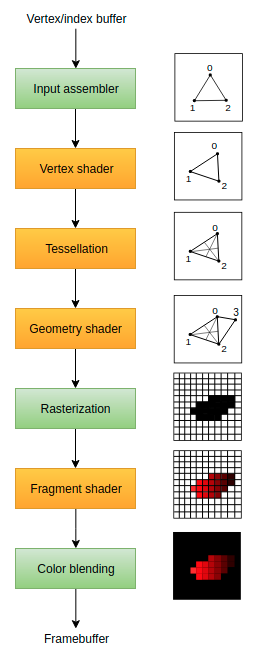 Vertex/index buffer
Input assembler
0
1 2
Vertex shader
0
1
2
Tessellation
0
1
2
Geometry shader
0 3
1
2
Rasterization
Fragment shader
Color blending
Framebuffer